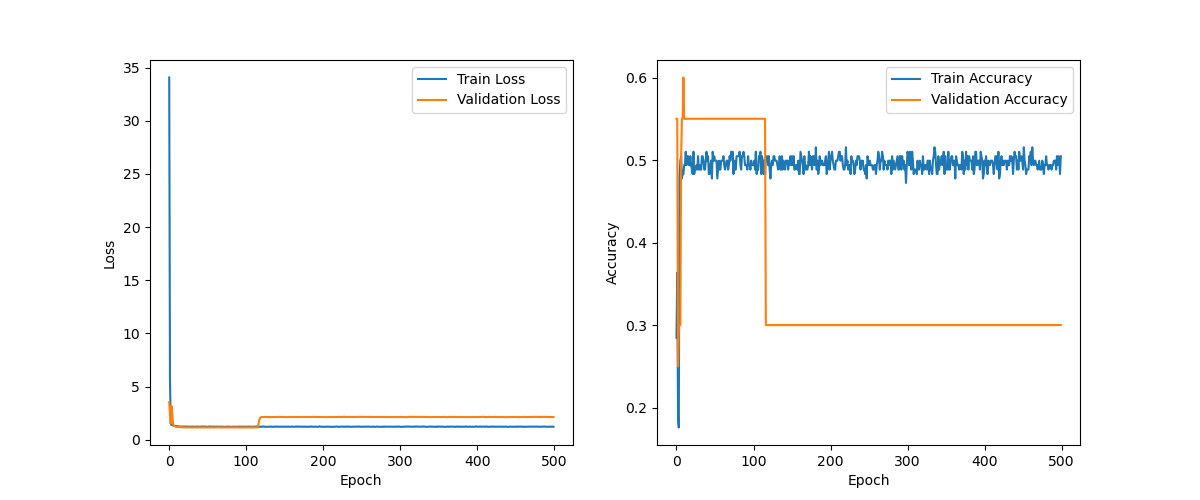 35
30
25
20
15
10
5
0
Loss
0 100 200 300 400 500
Epoch
Train Loss
Validation Loss
0.6
0.5
0.4
0.3
0.2
Accuracy
0 100 200 300 400 500
Epoch
Train Accuracy
Validation Accuracy